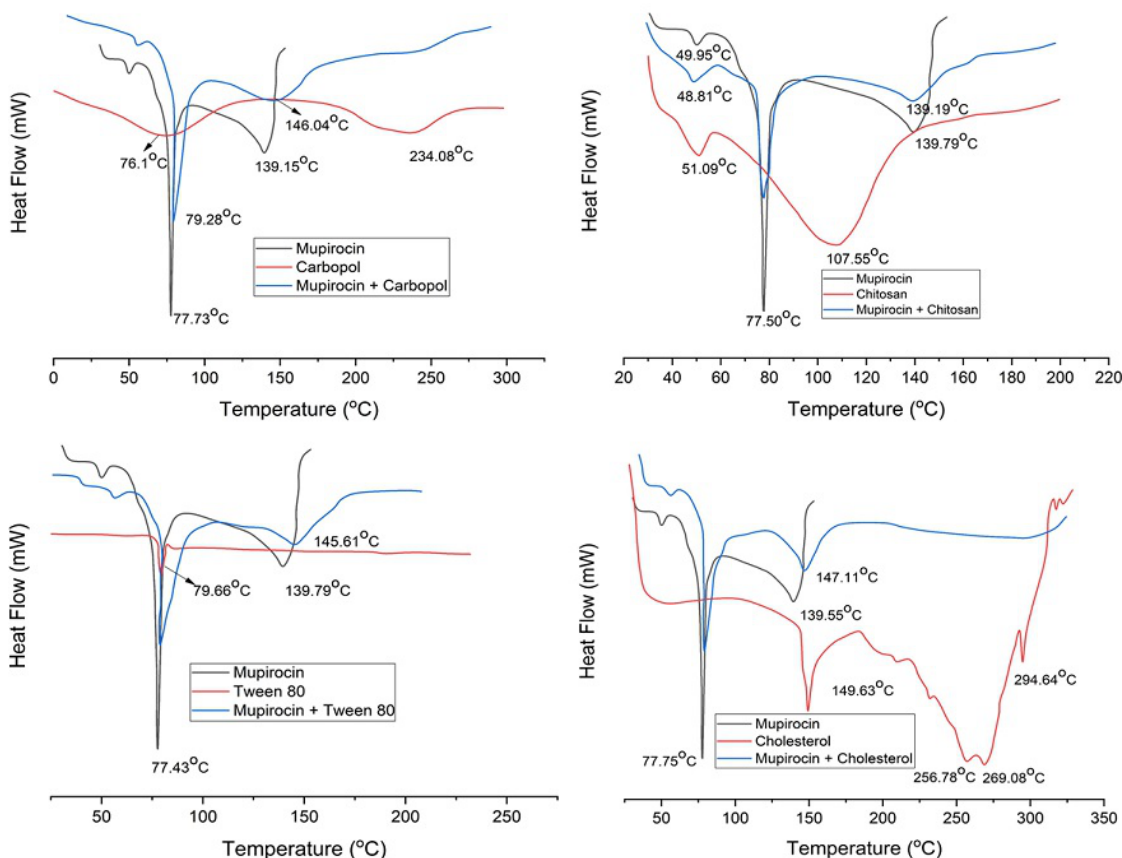 Heat Flow (mW)
76.1°C
77.73°C
79.28°C
139.15°C
146.04°C
234.08°C
Mupirocin
Carbopol
Mupirocin + Carbopol
0 50 100 150 200 250 300
Temperature (°C)
Heat Flow (mW)
49.95°C
48.81°C
51.09°C
77.50°C
107.55°C
139.19°C
139.79°C
Mupirocin
Chitosan
Mupirocin + Chitosan
20 40 60 80 100 120 140 160 180 200 220
Temperature (°C)
Heat Flow (mW)
145.61°C
79.66°C
139.79°C
Mupirocin
Tween 80
Mupirocin + Tween 80
77.43°C
50 100 150 200 250
Temperature (°C)
Heat Flow (mW)
147.11°C
139.55°C
149.63°C
294.64°C
Mupirocin
Cholesterol
Mupirocin + Cholesterol
77.75°C
256.78°C
269.08°C
50 100 150 200 250 300 350
Temperature (°C)